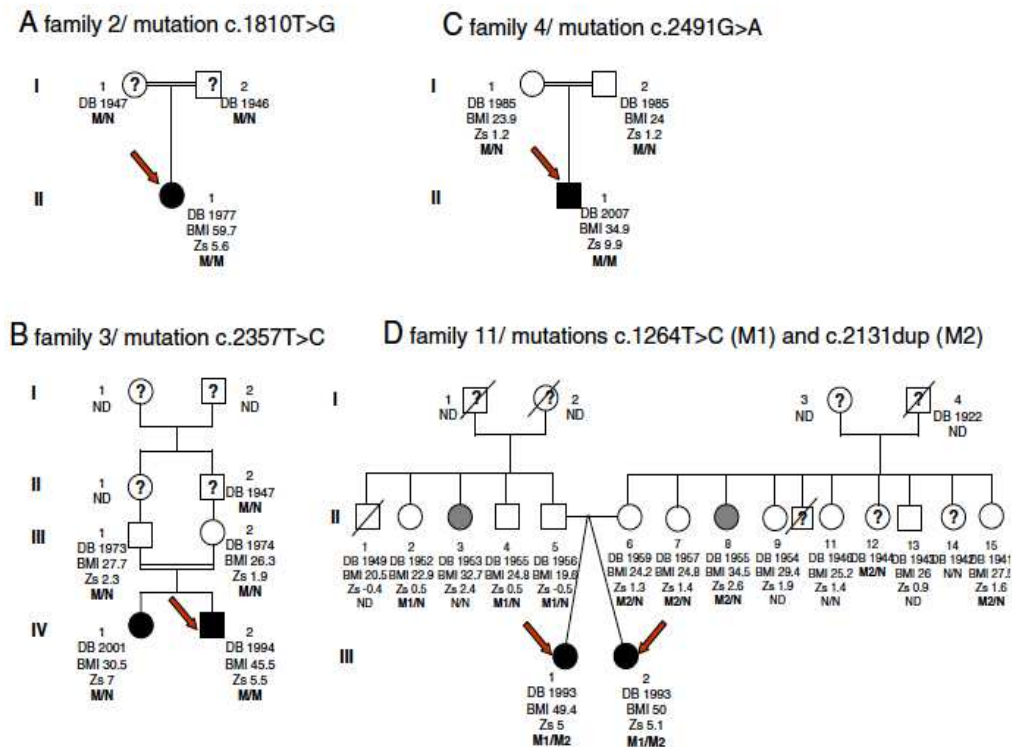 A family 2/ mutation c.1810T>G
I
1
DB 1947
M/N
?
?
2
DB 1946
M/N
II
1
DB 1977
BMI 59.7
Zs 5.6
M/M
C family 4/ mutation c.2491G>A
I
1
DB 1985
BMI 23.9
Zs 1.2
M/N
2
DB 1985
BMI 24
Zs 1.2
M/N
II
1
DB 2007
BMI 34.9
Zs 9.9
M/M
B family 3/ mutation c.2357T>C
I
1
ND
?
?
2
ND
II
1
ND
?
?
2
DB 1947
M/N
III
1
DB 1973
BMI 27.7
Zs 2.3
M/N
2
DB 1974
BMI 26.3
Zs 1.9
M/N
IV
1
DB 2001
BMI 30.5
Zs 7
M/N
2
DB 1994
BMI 45.5
Zs 5.5
M/M
D family 11/ mutations c.1264T>C (M1) and c.2131dup (M2)
I
1
ND
?
?
2
ND
3
ND
?
?
4
DB 1922
ND
II
?
?
?
1
DB 1949
BMI 20.5
Zs -0.4
ND
2
DB 1952
BMI 22.9
Zs 0.5
M1/N
3
DB 1953
BMI 32.7
Zs 2.4
N/N
4
DB 1955
BMI 24.8
Zs 0.5
M1/N
5
DB 1956
BMI 19.6
Zs -0.5
M1/N
6
DB 1959
BMI 24.2
Zs 1.3
M2/N
7
DB 1957
BMI 24.8
Zs 1.4
M2/N
8
DB 1955
BMI 34.5
Zs 2.6
M2/N
9
DB 1954
BMI 29.4
Zs 1.9
ND
11
DB 1946
BMI 25.2
Zs 1.4
N/N
12
DB 1944
M2/N
13
DB 1943
BMI 26
Zs 0.9
ND
14
DB 1942
N/N
15
DB 1941
BMI 27.5
Zs 1.6
M2/N
III
1
DB 1993
BMI 49.4
Zs 5
M1/M2
2
DB 1993
BMI 50
Zs 5.1
M1/M2